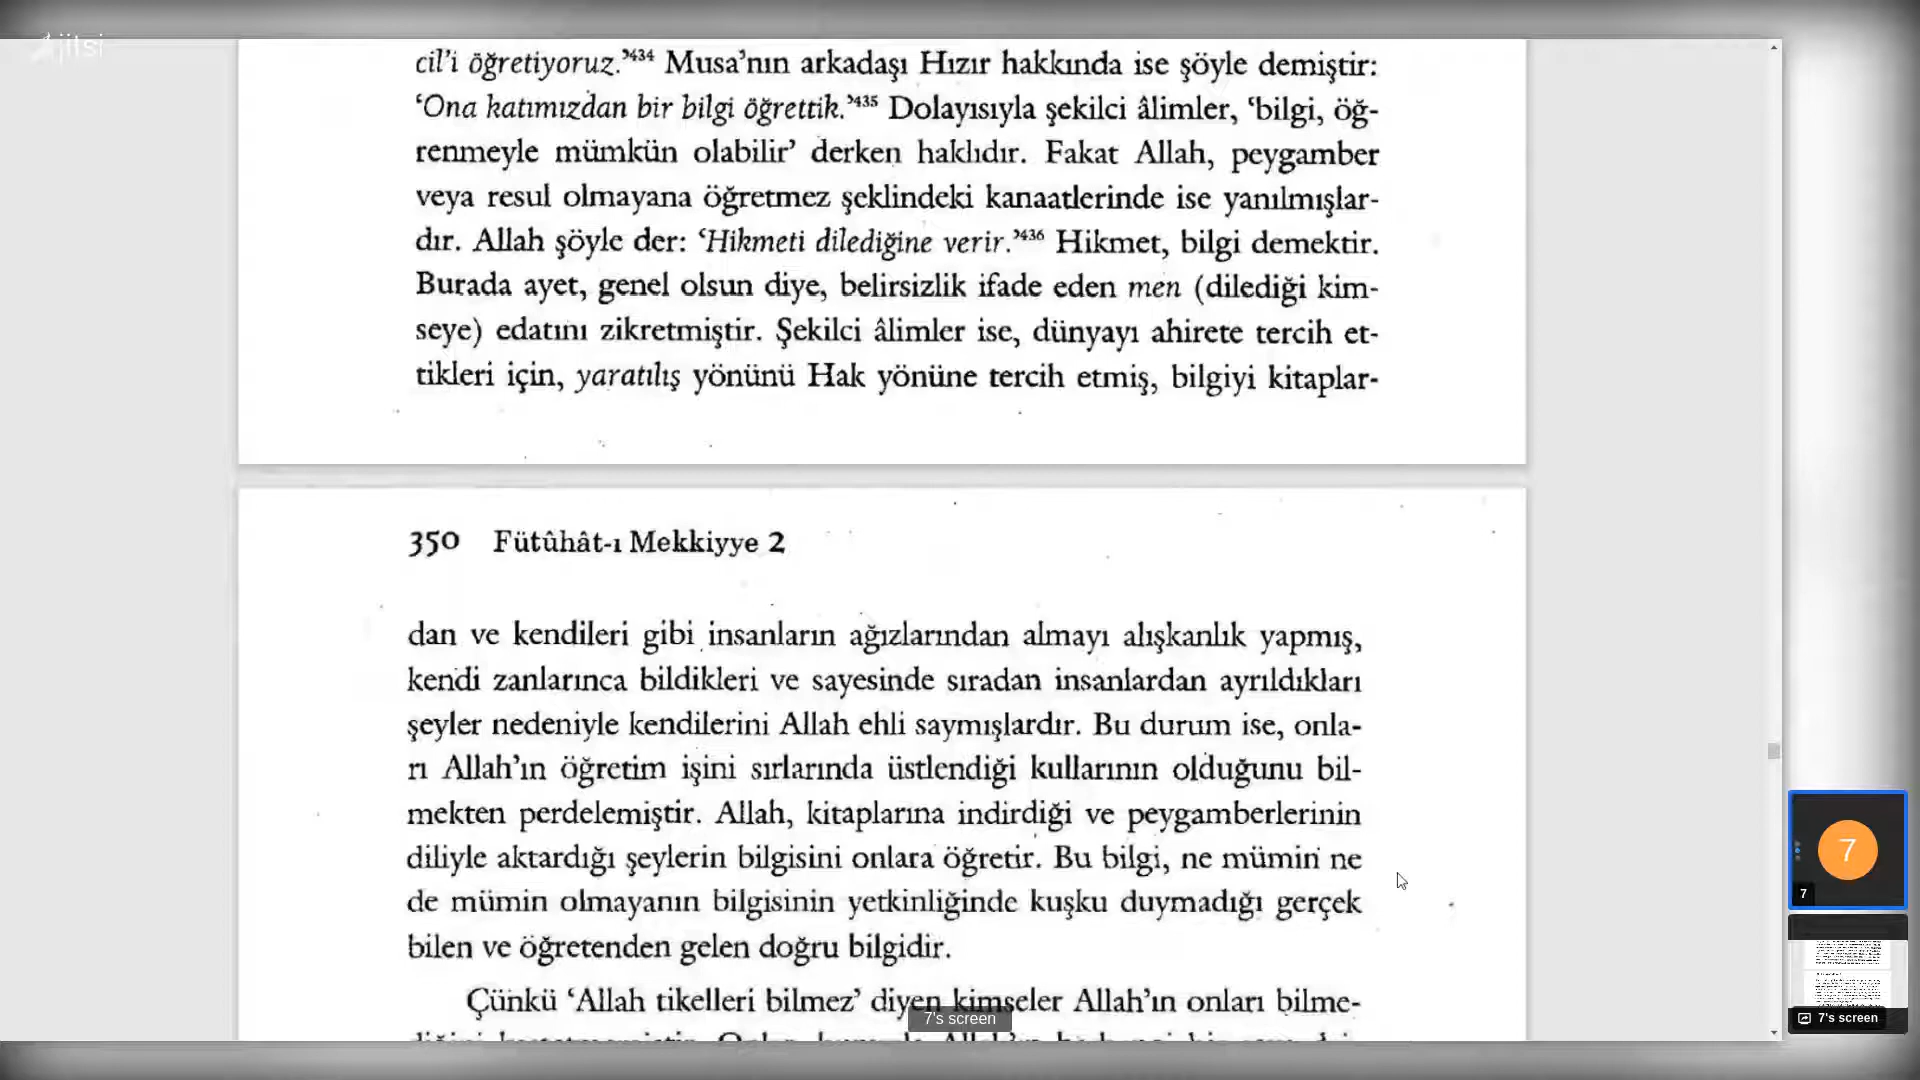 jitsi
cil'i öğretiyoruz.'434 Musa'nın arkadaşı Hızır hakkında ise şöyle demiştir:
'Ona katımızdan bir bilgi öğrettik.'435 Dolayısıyla şekilci âlimler, 'bilgi, öğ-
renmeyle mümkün olabilir' derken haklıdır. Fakat Allah, peygamber
veya resul olmayana öğretmez şeklindeki kanaatlerinde ise yanılmışlar-
dır. Allah şöyle der: 'Hikmeti dilediğine verir.'436 Hikmet, bilgi demektir.
Burada ayet, genel olsun diye, belirsizlik ifade eden men (dilediği kim-
seye) edatını zikretmiştir. Şekilci âlimler ise, dünyayı ahirete tercih et-
tikleri için, yaratılış yönünü Hak yönüne tercih etmiş, bilgiyi kitaplar-
350 Fütûhât-ı Mekkiyye 2
dan ve kendileri gibi insanların ağızlarından almayı alışkanlık yapmış,
kendi zanlarınca bildikleri ve sayesinde sıradan insanlardan ayrıldıkları
şeyler nedeniyle kendilerini Allah ehli saymışlardır. Bu durum ise, onla-
rı Allah'ın öğretim işini sırlarında üstlendiği kullarının olduğunu bil-
mekten perdelemiştir. Allah, kitaplarına indirdiği ve peygamberlerinin
diliyle aktardığı şeylerin bilgisini onlara öğretir. Bu bilgi, ne mümin ne
de mümin olmayanın bilgisinin yetkinliğinde kuşku duymadığı gerçek
bilen ve öğretenden gelen doğru bilgidir.
Çünkü 'Allah tikelleri bilmez' diyen kimseler Allah'ın onları bilme-
7's screen
7
7
7's screen